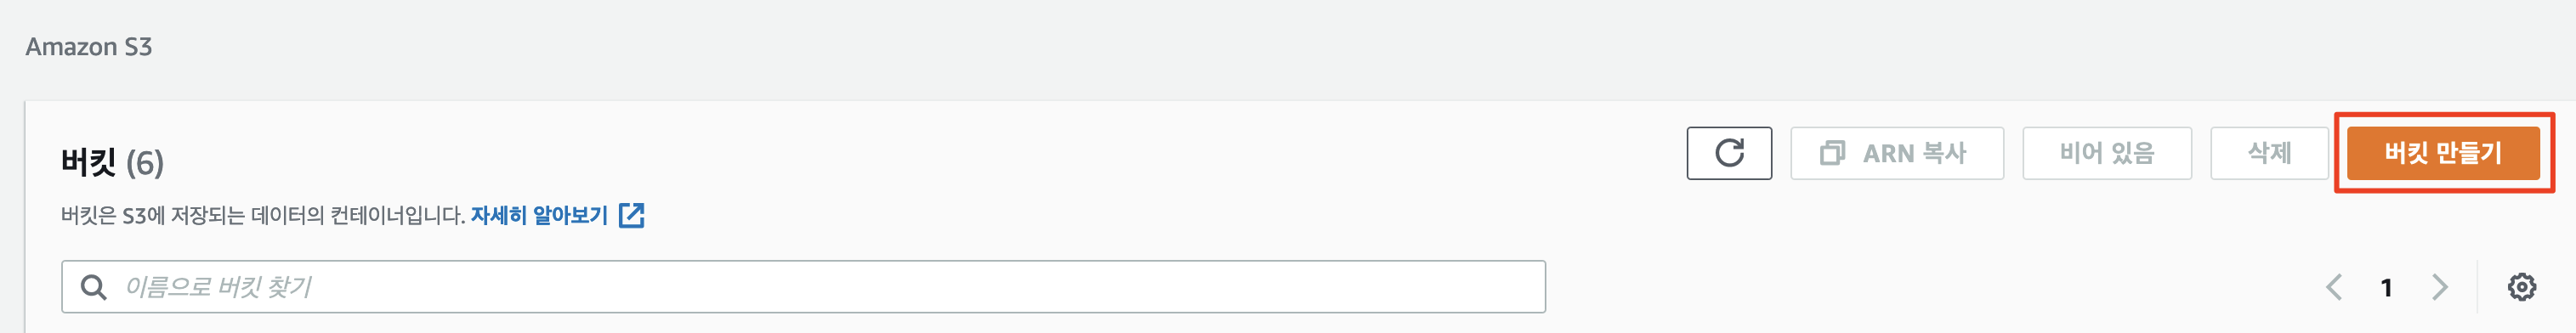 Amazon S3
버킷 (6)
ARN 복사
비어 있음
삭제
버킷 만들기
버킷은 S3에 저장되는 데이터의 컨테이너입니다. 자세히 알아보기
이름으로 버킷 찾기
1